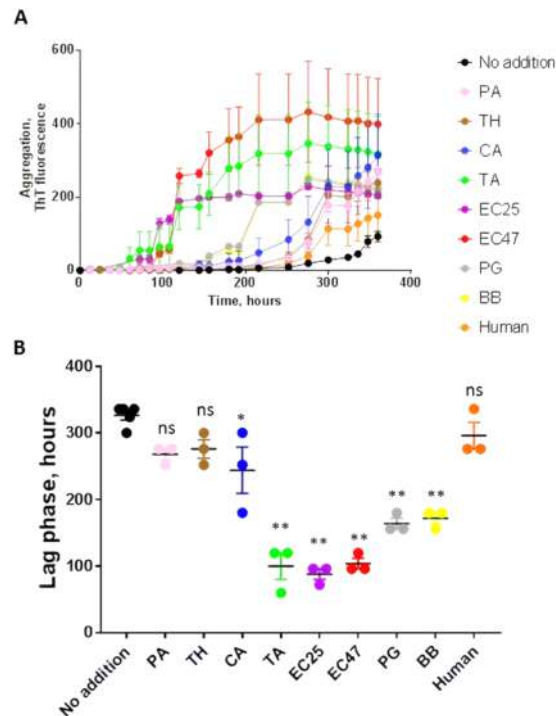 A
600
400
200
0
Aggregation,
ThT fluorescence
0
100
200
300
400
Time, hours
No addition
PA
TH
CA
TA
EC25
EC47
PG
BB
Human
B
400
300
200
100
0
Lag phase, hours
ns
ns
*
**
**
**
**
**
ns
No addition
PA
TH
CA
TA
EC25
EC47
PG
BB
Human